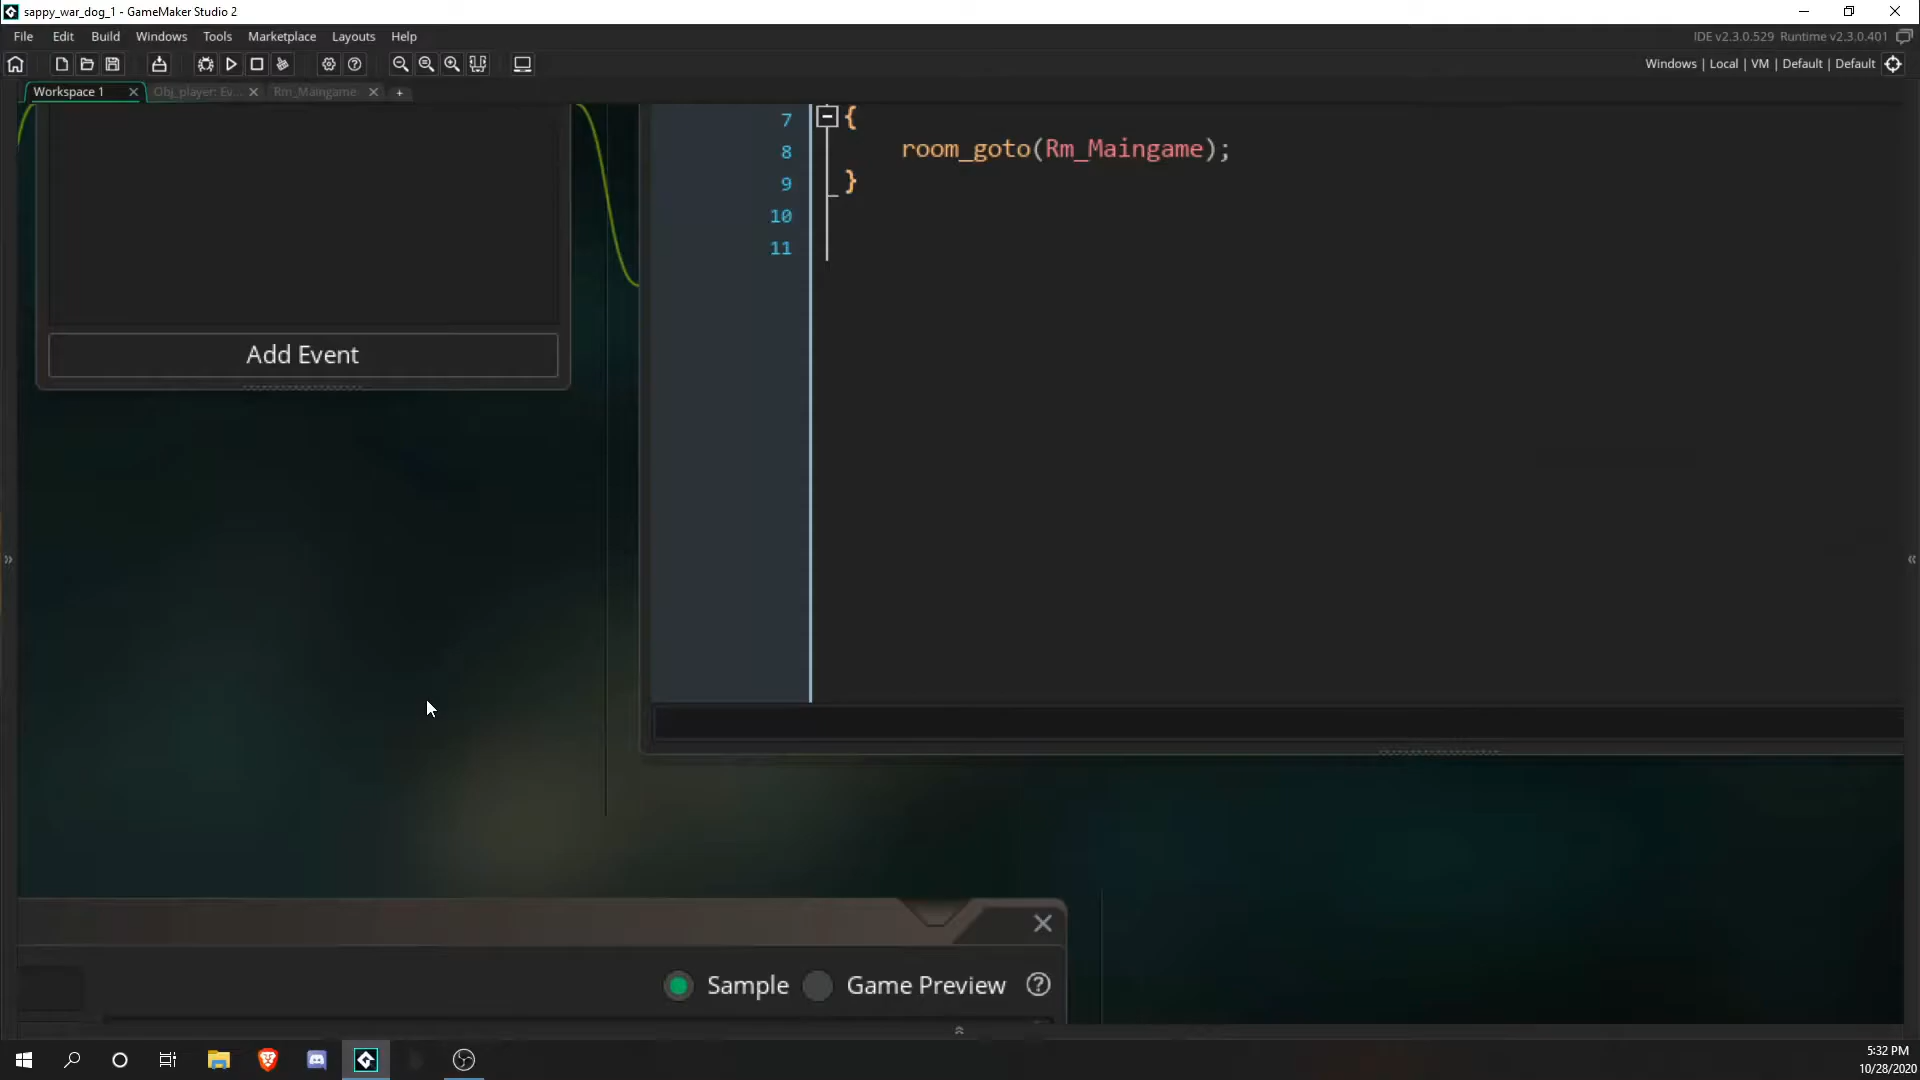 sappy_war_dog_1 - GameMaker Studio 2
File Edit Build Windows Tools Marketplace Layouts Help
IDE v2.3.0.529 Runtime v2.3.0.401
Windows | Local | VM | Default | Default
Workspace 1
Obj_player: Ev...
Rm_Maingame
7 {
8 room_goto(Rm_Maingame);
9 }
10
11
Add Event
Sample
Game Preview
5:32 PM
10/28/2020